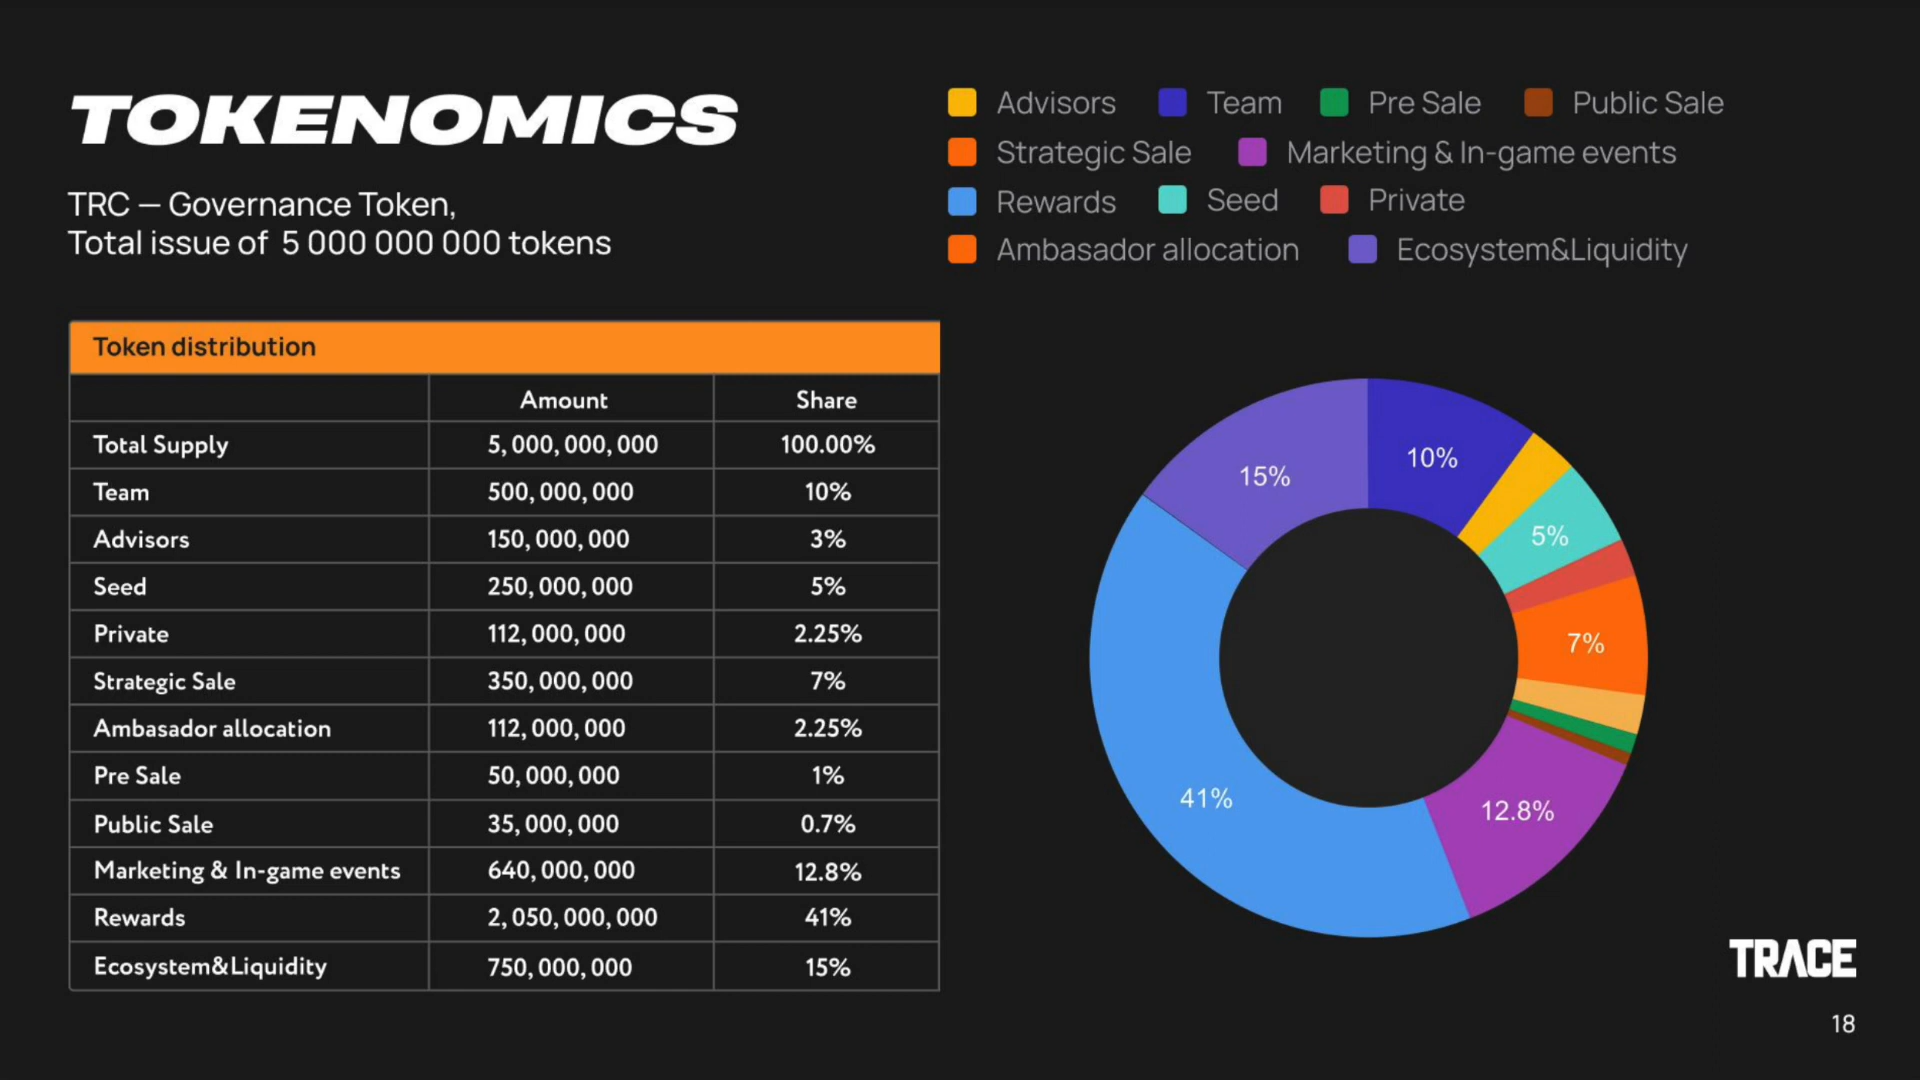 TOKENOMICS
TRC — Governance Token,
Total issue of 5 000 000 000 tokens
Advisors Team Pre Sale Public Sale
Strategic Sale Marketing & In-game events
Rewards Seed Private
Ambasador allocation Ecosystem&Liquidity
Token distribution
Amount Share
Total Supply 5,000,000,000 100.00%
Team 500,000,000 10%
Advisors 150,000,000 3%
Seed 250,000,000 5%
Private 112,000,000 2.25%
Strategic Sale 350,000,000 7%
Ambasador allocation 112,000,000 2.25%
Pre Sale 50,000,000 1%
Public Sale 35,000,000 0.7%
Marketing & In-game events 640,000,000 12.8%
Rewards 2,050,000,000 41%
Ecosystem&Liquidity 750,000,000 15%
10%
15%
5%
7%
41%
12.8%
TRACE
18